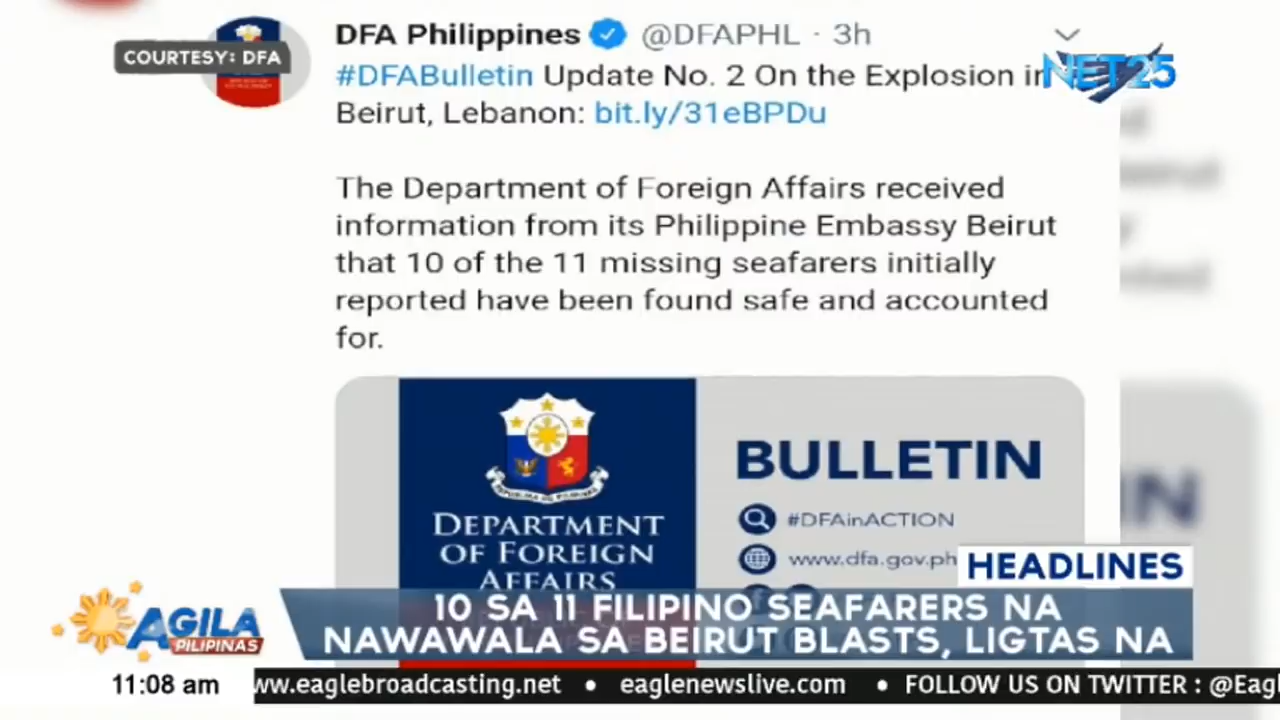 COURTESY: DFA
DFA Philippines @DFAPHL · 3h
NET25
#DFABulletin Update No. 2 On the Explosion in
Beirut, Lebanon: bit.ly/31eBPDu
The Department of Foreign Affairs received
information from its Philippine Embassy Beirut
that 10 of the 11 missing seafarers initially
reported have been found safe and accounted
for.
DEPARTMENT
OF FOREIGN
AFFAIRS
BULLETIN
#DFAinACTION
www.dfa.gov.ph
HEADLINES
10 SA 11 FILIPINO SEAFARERS NA
NAWAWALA SA BEIRUT BLASTS, LIGTAS NA
AGILA
PILIPINAS
11:08 am
www.eaglebroadcasting.net • eaglenewslive.com • FOLLOW US ON TWITTER : @Eagl